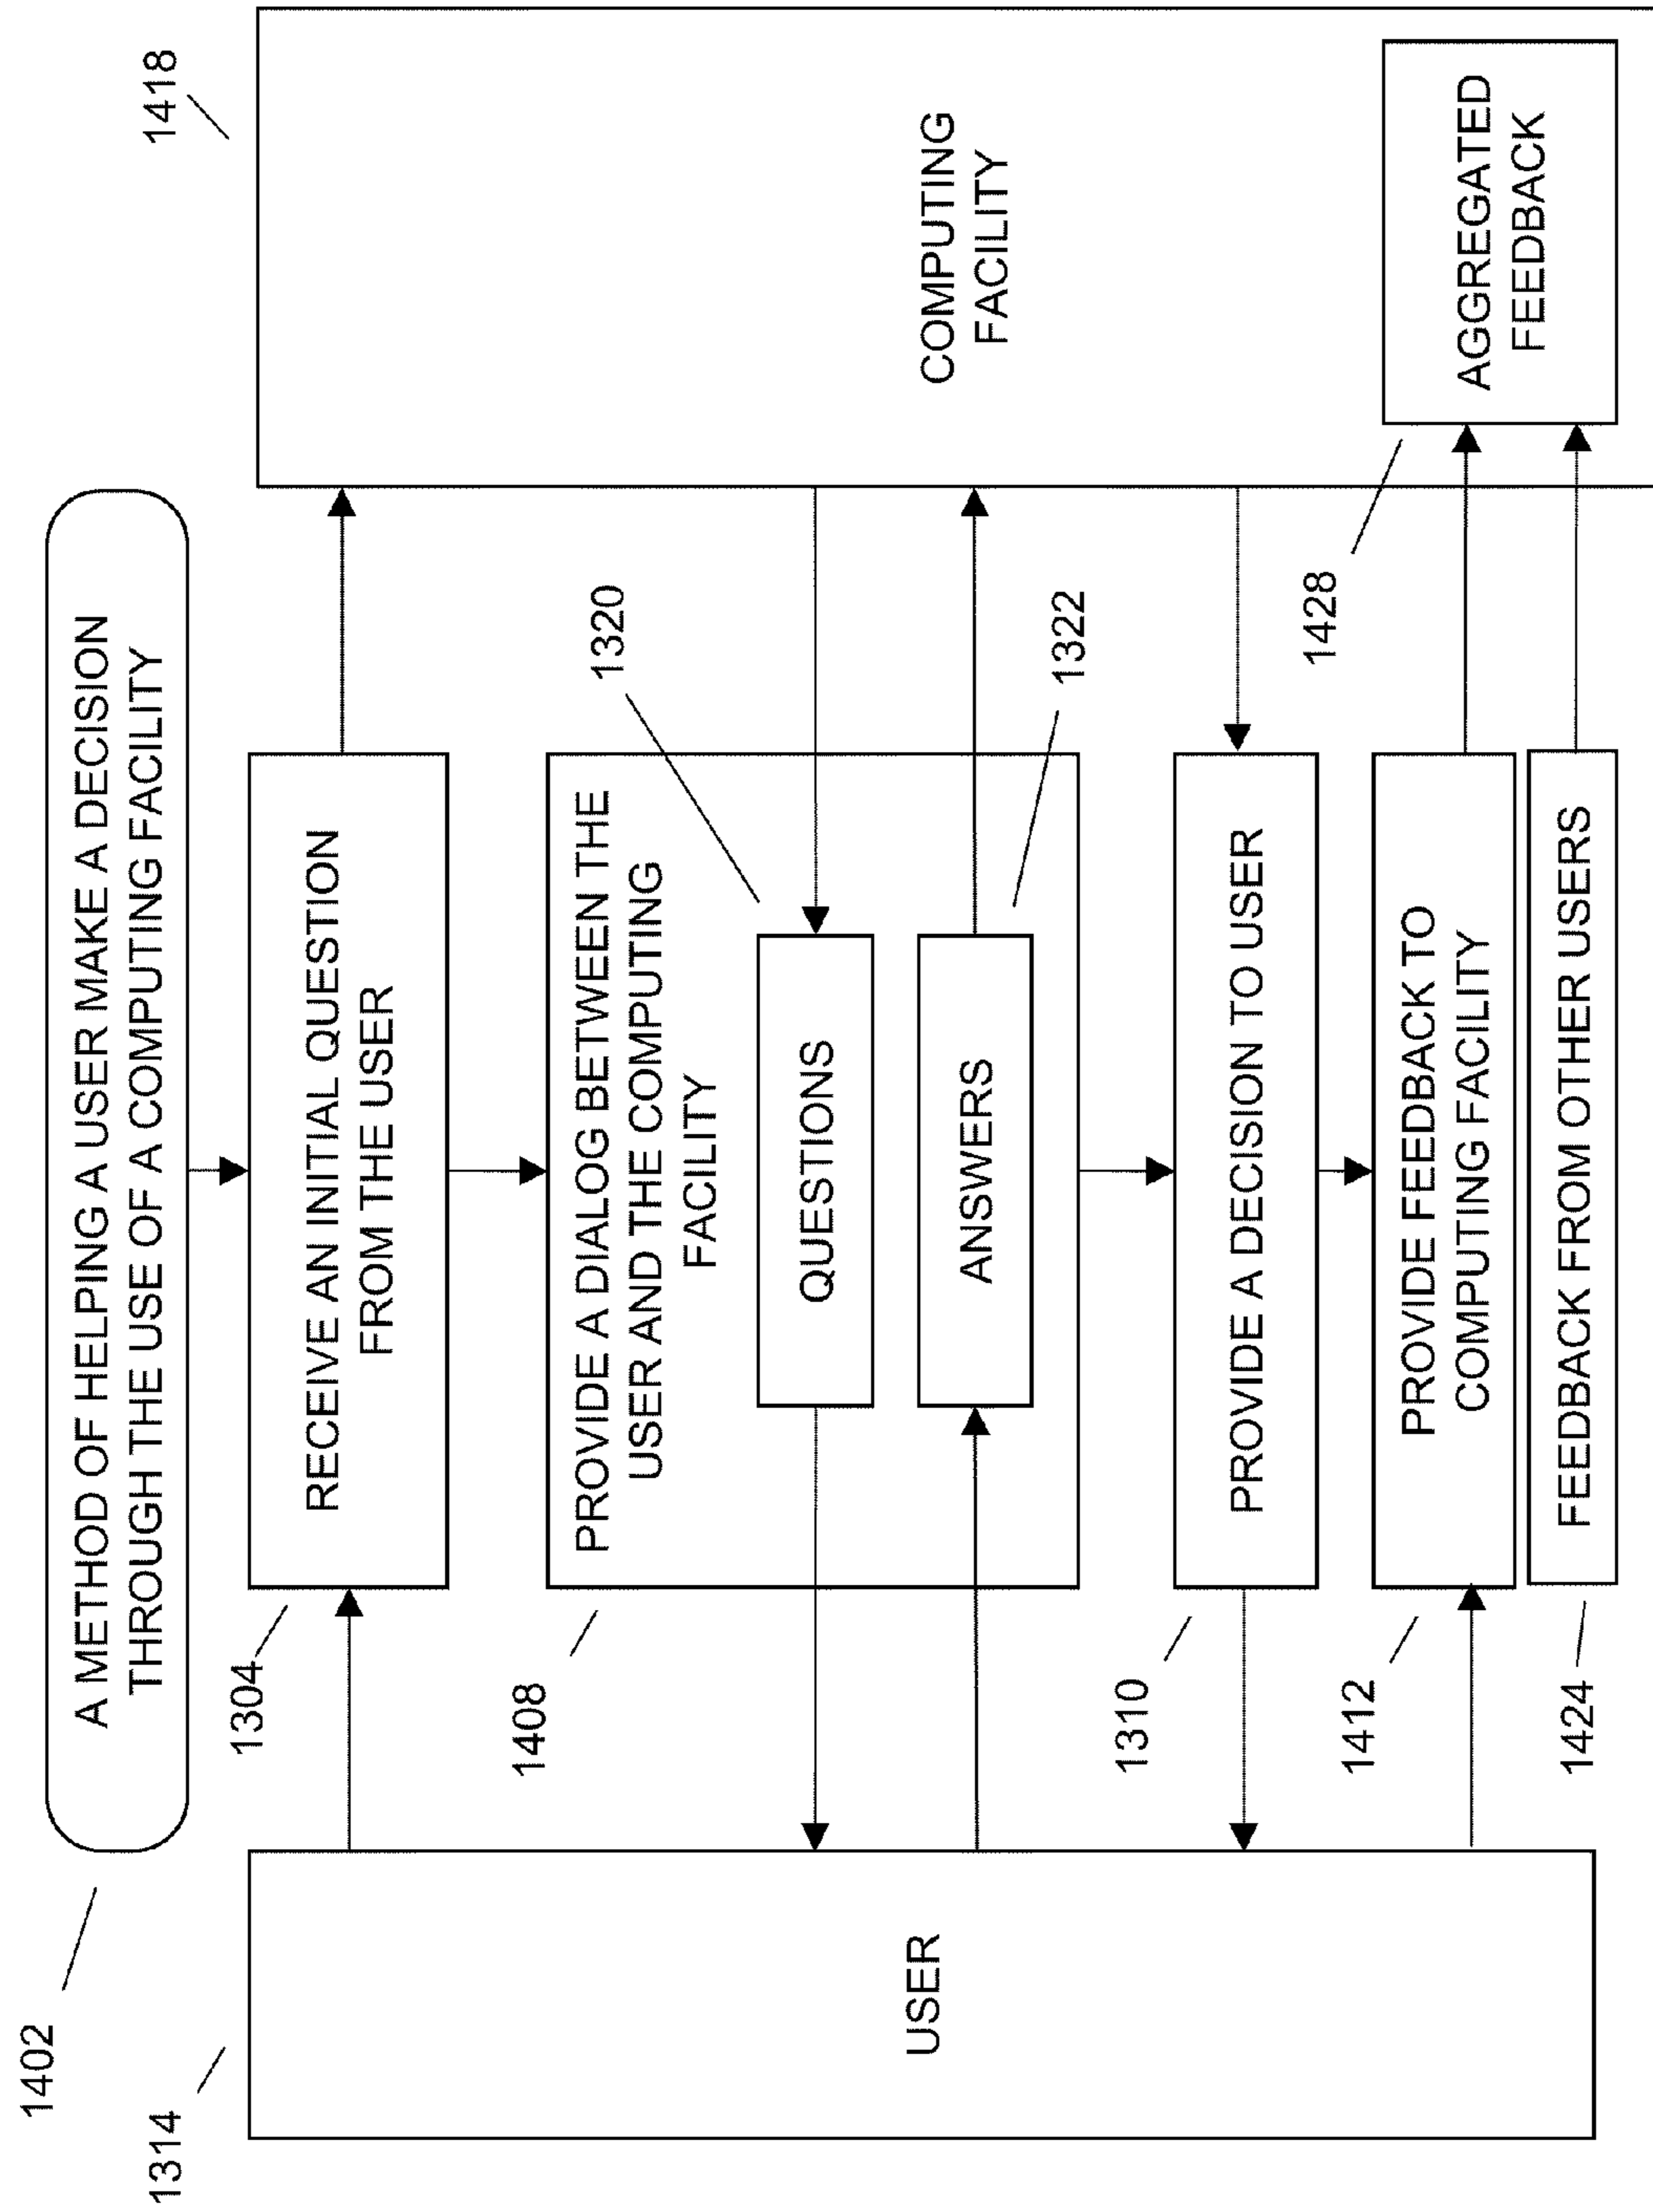 1402
A METHOD OF HELPING A USER MAKE A DECISION
THROUGH THE USE OF A COMPUTING FACILITY
1418
1314
USER
1304
RECEIVE AN INITIAL QUESTION
FROM THE USER
1408
PROVIDE A DIALOG BETWEEN THE
USER AND THE COMPUTING
FACILITY
1320
QUESTIONS
1322
ANSWERS
COMPUTING
FACILITY
1310
PROVIDE A DECISION TO USER
1412
PROVIDE FEEDBACK TO
COMPUTING FACILITY
1428
AGGREGATED
FEEDBACK
1424
FEEDBACK FROM OTHER USERS